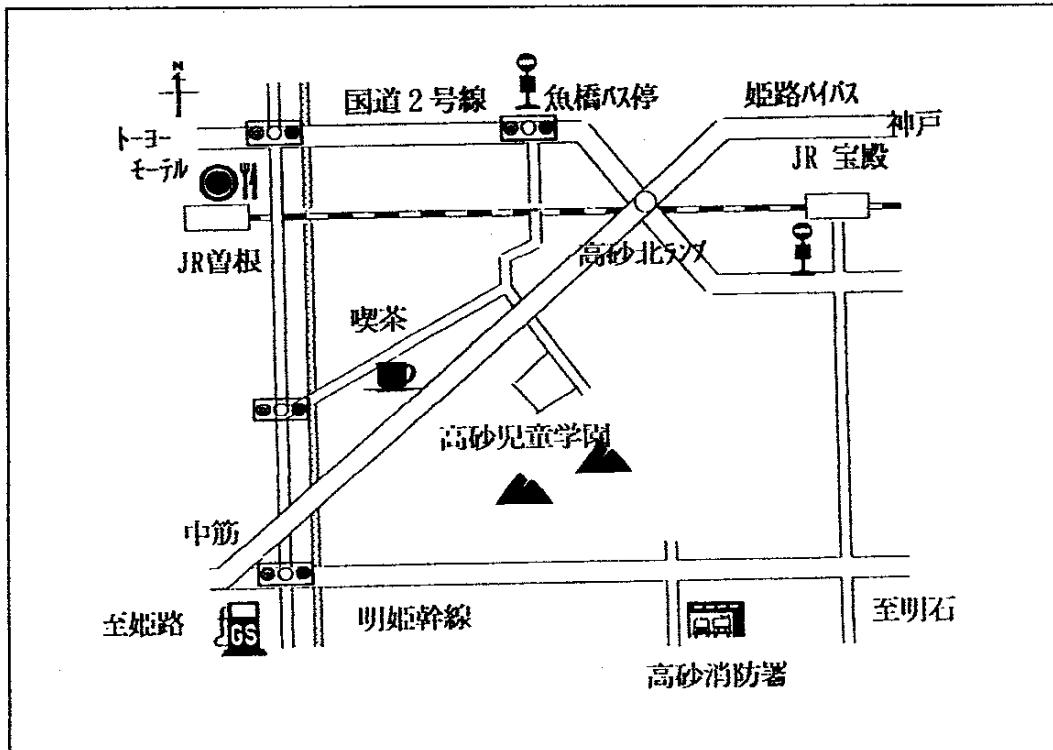 N
国道2号線
魚橋バス停
姫路バイパス
神戸
トーヨー
モーテル
JR 宝殿
JR曽根
高砂北ランプ
喫茶
高砂児童学園
中筋
至姫路
GS
明姫幹線
至明石
高砂消防署